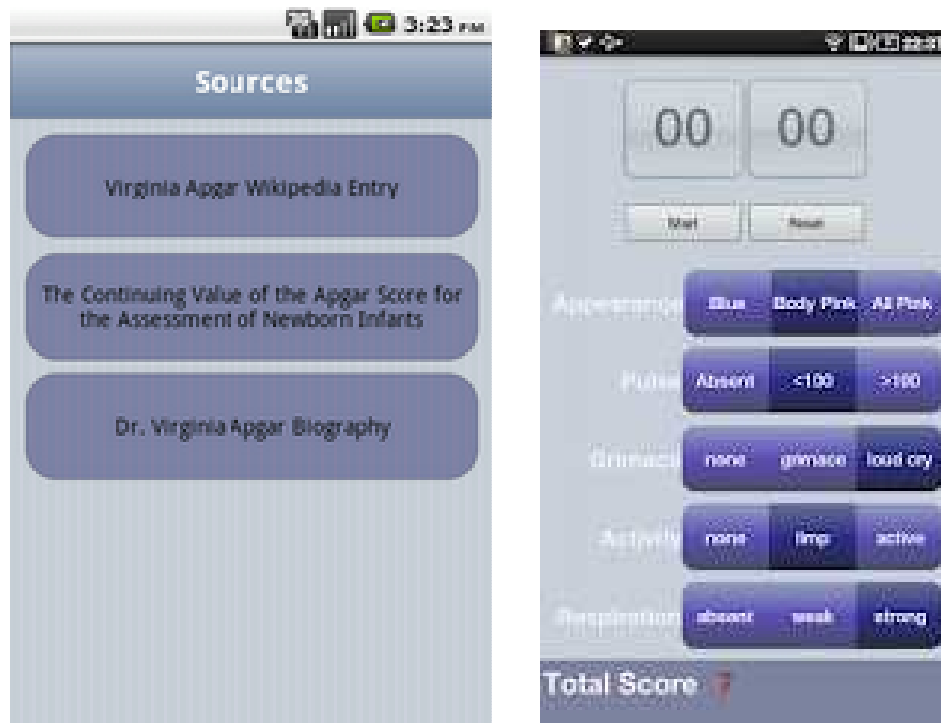 3:23 PM
Sources
Virginia Apgar Wikipedia Entry
The Continuing Value of the Apgar Score for
the Assessment of Newborn Infants
Dr. Virginia Apgar Biography
00 00
Start Reset
Appearance Blue Body Pink All Pink
Pulse Absent <100 >100
Grimace none grimace loud cry
Activity none limp active
Respiration absent weak strong
Total Score 7